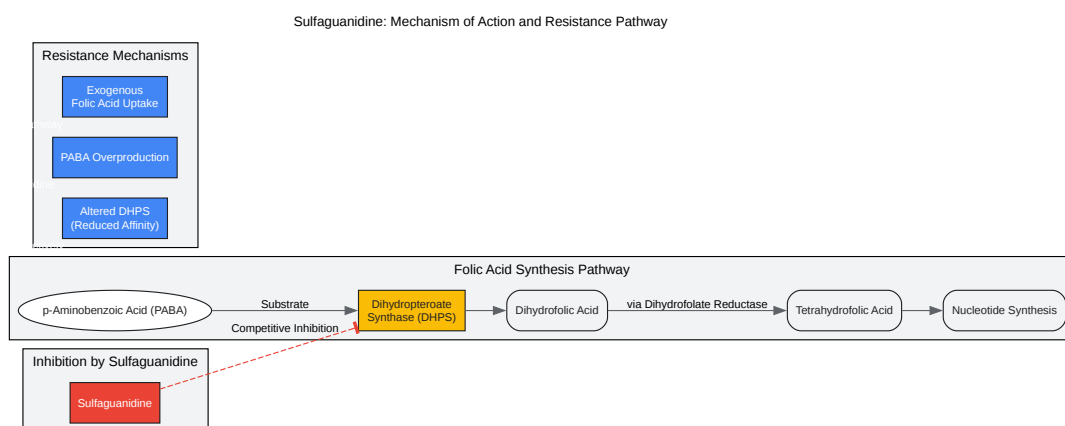 Sulfaguanidine: Mechanism of Action and Resistance Pathway
Resistance Mechanisms
Exogenous
Folic Acid Uptake
PABA Overproduction
Altered DHPS
(Reduced Affinity)
Folic Acid Synthesis Pathway
p-Aminobenzoic Acid (PABA)
Substrate
Competitive Inhibition
Dihydropteroate
Synthase (DHPS)
Dihydrofolic Acid
via Dihydrofolate Reductase
Tetrahydrofolic Acid
Nucleotide Synthesis
Inhibition by Sulfaguanidine
Sulfaguanidine